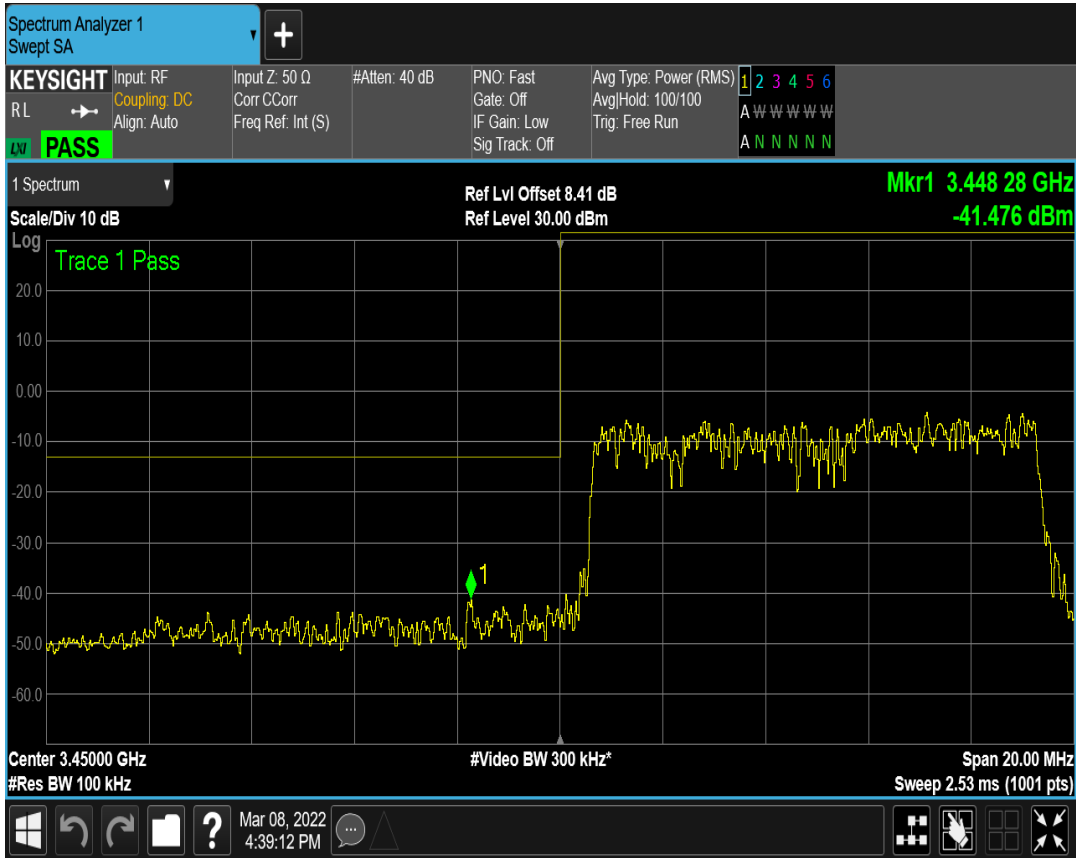 Spectrum Analyzer 1
Swept SA
+
KEYSIGHT
R L
LXI PASS
Input: RF
Coupling: DC
Align: Auto
Input Z: 50 Ω
Corr CCorr
Freq Ref: Int (S)
#Atten: 40 dB
PNO: Fast
Gate: Off
IF Gain: Low
Sig Track: Off
Avg Type: Power (RMS)
Avg|Hold: 100/100
Trig: Free Run
1 2 3 4 5 6
A W W W W W
A N N N N N
1 Spectrum
Scale/Div 10 dB
Ref Lvl Offset 8.41 dB
Ref Level 30.00 dBm
Mkr1 3.448 28 GHz
-41.476 dBm
Log
Trace 1 Pass
20.0
10.0
0.00
-10.0
-20.0
-30.0
1
-40.0
-50.0
-60.0
Center 3.45000 GHz
#Res BW 100 kHz
#Video BW 300 kHz*
Span 20.00 MHz
Sweep 2.53 ms (1001 pts)
?
Mar 08, 2022
4:39:12 PM